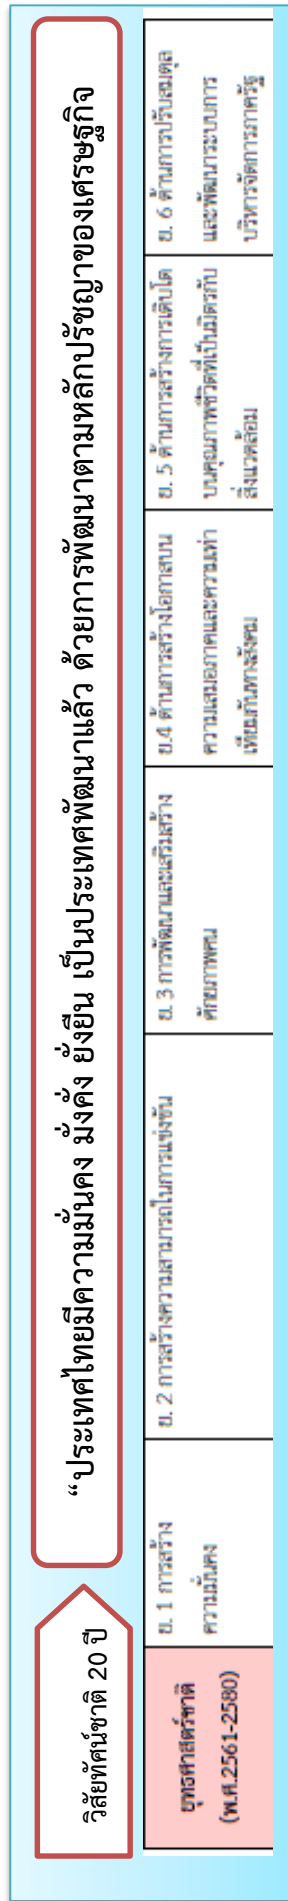 วิสัยทัศน์ชาติ 20 ปี
“ประเทศไทยมีความมั่นคง มั่งคั่ง ยั่งยืน เป็นประเทศพัฒนาแล้ว ด้วยการพัฒนาตามหลักปรัชญาของเศรษฐกิจ
ยุทธศาสตร์ชาติ
(พ.ศ.2561-2580)
ย. 1 การสร้าง
ความมั่นคง
ย. 2 การสร้างความสามารถในการแข่งขัน
ย. 3 การพัฒนาและเสริมสร้าง
ศักยภาพคน
ย.4 ด้านการสร้างโอกาสบน
ความเสมอภาคและความเท่า
เทียมกันทางสังคม
ย. 5 ด้านการสร้างการเติบโต
บนคุณภาพชีวิตที่เป็นมิตรกับ
สิ่งแวดล้อม
ย. 6 ด้านการปรับสมดุล
และพัฒนาระบบการ
บริหารจัดการภาครัฐ